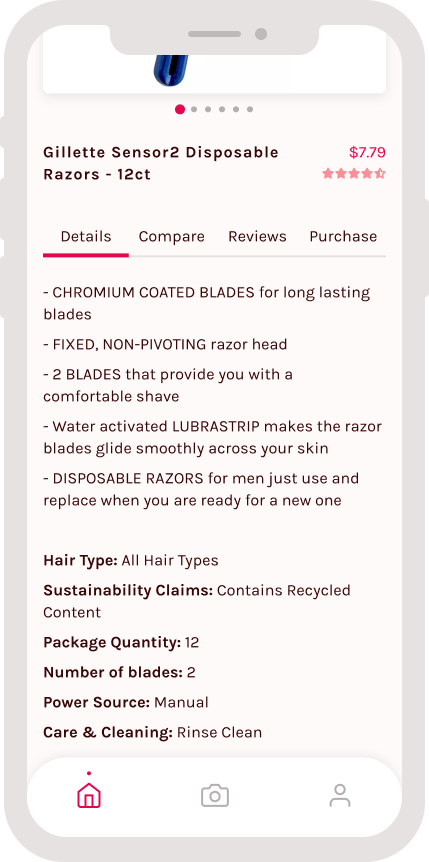 Gillette Sensor2 Disposable
Razors - 12ct
$7.79
Details Compare Reviews Purchase
- CHROMIUM COATED BLADES for long lasting
blades
- FIXED, NON-PIVOTING razor head
- 2 BLADES that provide you with a
comfortable shave
- Water activated LUBRASTRIP makes the razor
blades glide smoothly across your skin
- DISPOSABLE RAZORS for men just use and
replace when you are ready for a new one
Hair Type: All Hair Types
Sustainability Claims: Contains Recycled
Content
Package Quantity: 12
Number of blades: 2
Power Source: Manual
Care & Cleaning: Rinse Clean